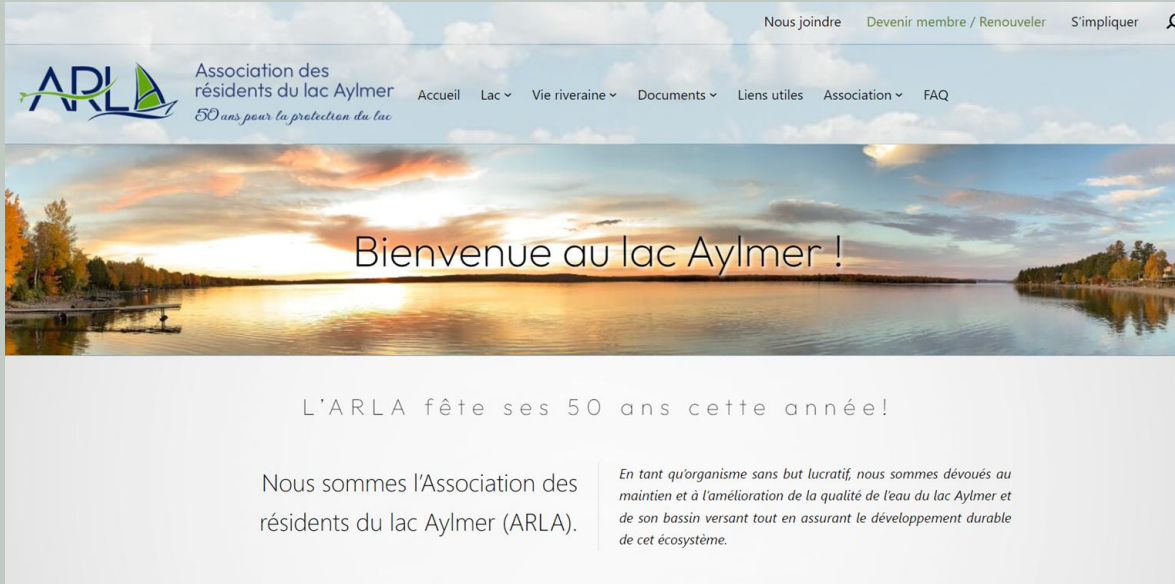 Nous joindre Devenir membre / Renouveler S'impliquer
ARLA
Association des
résidents du lac Aylmer
50 ans pour la protection du lac
Accueil Lac Vie riveraine Documents Liens utiles Association FAQ
Bienvenue au lac Aylmer !
L'ARLA fête ses 50 ans cette année!
Nous sommes l'Association des
résidents du lac Aylmer (ARLA).
En tant qu'organisme sans but lucratif, nous sommes dévoués au
maintien et à l'amélioration de la qualité de l'eau du lac Aylmer et
de son bassin versant tout en assurant le développement durable
de cet écosystème.